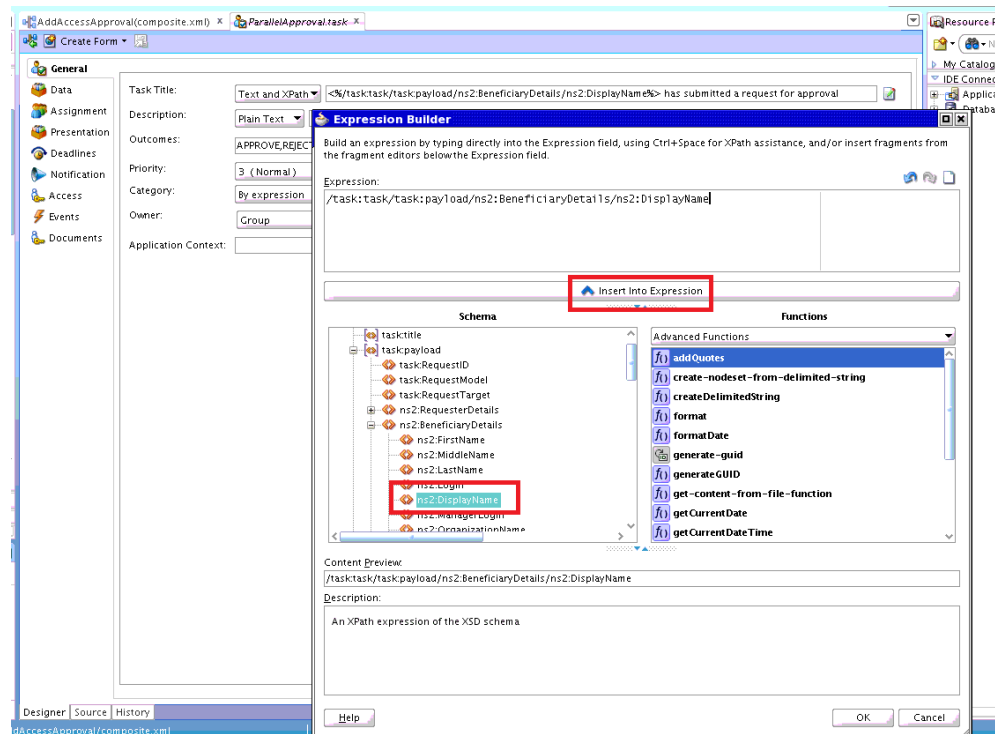 AddAccessApproval(composite.xml) x ParallelApproval.task x
Resource
Create Form
My Catalog
IDE Connec
Applica
Databa
General
Data
Assignment
Presentation
Deadlines
Notification
Access
Events
Documents
Task Title: Text and XPath <%/task:task/task:payload/ns2:BeneficiaryDetails/ns2:DisplayName%> has submitted a request for approval
Description: Plain Text
Outcomes: APPROVE,REJECT
Priority: 3 (Normal)
Category: By expression
Owner: Group
Application Context:
Expression Builder
Build an expression by typing directly into the Expression field, using Ctrl+Space for XPath assistance, and/or insert fragments from
the fragment editors belowthe Expression field.
Expression:
/task:task/task:payload/ns2:BeneficiaryDetails/ns2:DisplayName
Insert Into Expression
Schema
task:title
task:payload
task:RequestID
task:RequestModel
task:RequestTarget
ns2:RequesterDetails
ns2:BeneficiaryDetails
ns2:FirstName
ns2:MiddleName
ns2:LastName
ns2:Login
ns2:DisplayName
ns2:ManagerLogin
ns2:OrganizationName
Functions
Advanced Functions
f() addQuotes
f() create-nodeset-from-delimited-string
f() createDelimitedString
f() format
f() formatDate
generate-guid
f() generateGUID
f() get-content-from-file-function
f() getCurrentDate
f() getCurrentDateTime
Content Preview:
/task:task/task:payload/ns2:BeneficiaryDetails/ns2:DisplayName
Description:
An XPath expression of the XSD schema
Help OK Cancel
Designer Source History
dAccessApproval/composite.xml